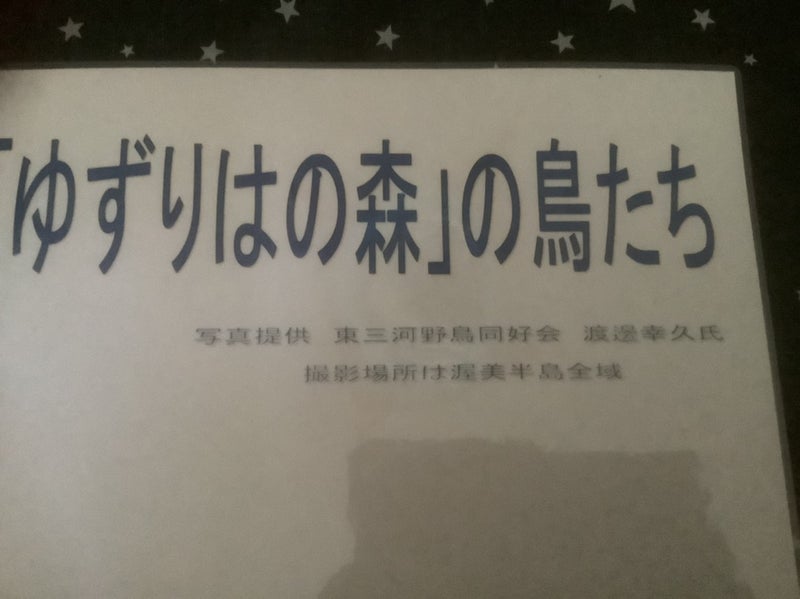 「ゆずりはの森」の鳥たち
写真提供　東三河野鳥同好会　渡邊幸久氏
撮影場所は渥美半島全域